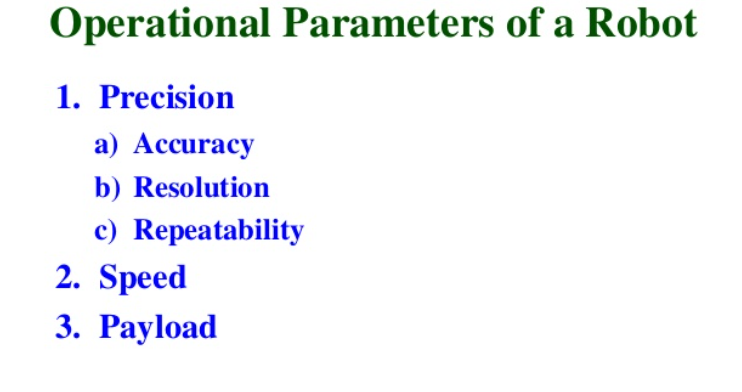 Operational Parameters of a Robot
1. Precision
a) Accuracy
b) Resolution
c) Repeatability
2. Speed
3. Payload